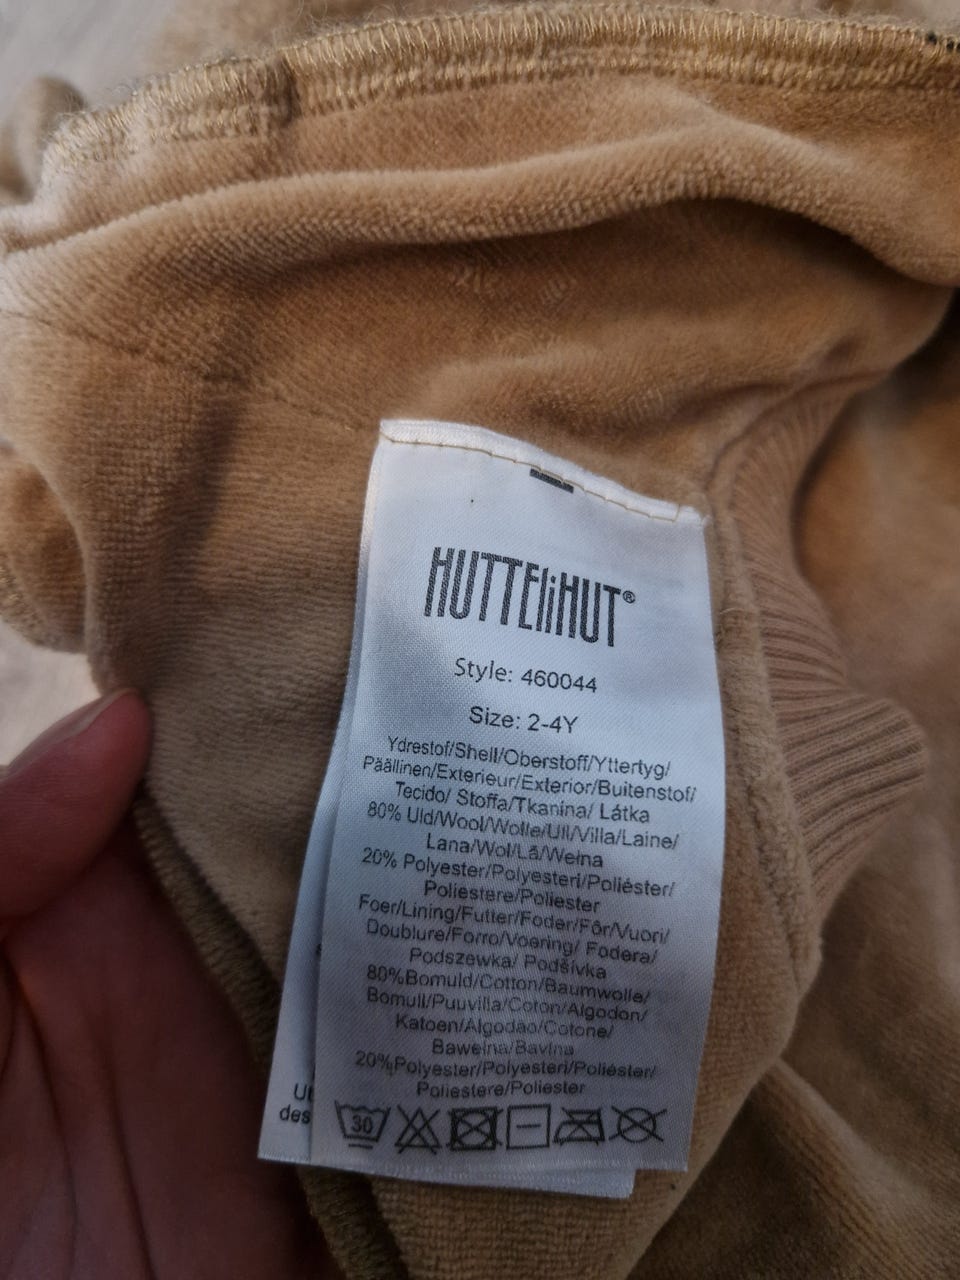 HUTTEliHUT®
Style: 460044
Size: 2-4Y
Ydrestof/Shell/Oberstoff/Yttertyg/
Päällinen/Exterieur/Exterior/Buitenstof/
Tecido/ Stoffa/Tkanina/ Látka
80% Uld/Wool/Wolle/Ull/Villa/Laine/
Lana/Wol/Lã/Wełna
20% Polyester/Polyesteri/Poliéster/
Poliestere/Poliester
Foer/Lining/Futter/Foder/Fôr/Vuori/
Doublure/Forro/Voering/ Fodera/
Podszewka/ Podšívka
80%Bomuld/Cotton/Baumwolle/
Bomull/Puuvilla/Coton/Algodon/
Katoen/Algodao/Cotone/
Bawełna/Bavlna
20%Polyester/Polyesteri/Poliéster/
Poliestere/Poliester
30
des